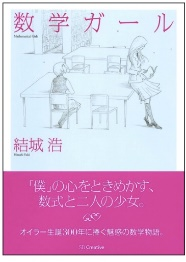 数学ガール
Mathematical Girls
結城 浩
Hiroshi Yuki
「僕」の心をときめかす、
数式と二人の少女。
オイラー生誕300年に捧ぐ魅惑の数学物語。
SB Creative